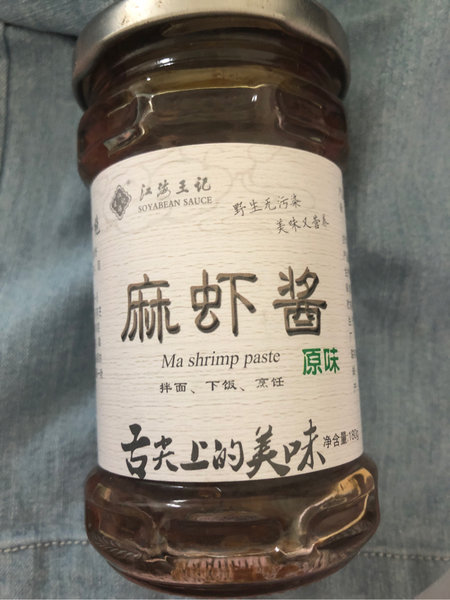 江海王记
SOYABEAN SAUCE
野生无污染
美味又营养
麻虾酱
Ma shrimp paste
原味
拌面、下饭、烹饪
舌尖上的美味
净含量:180g